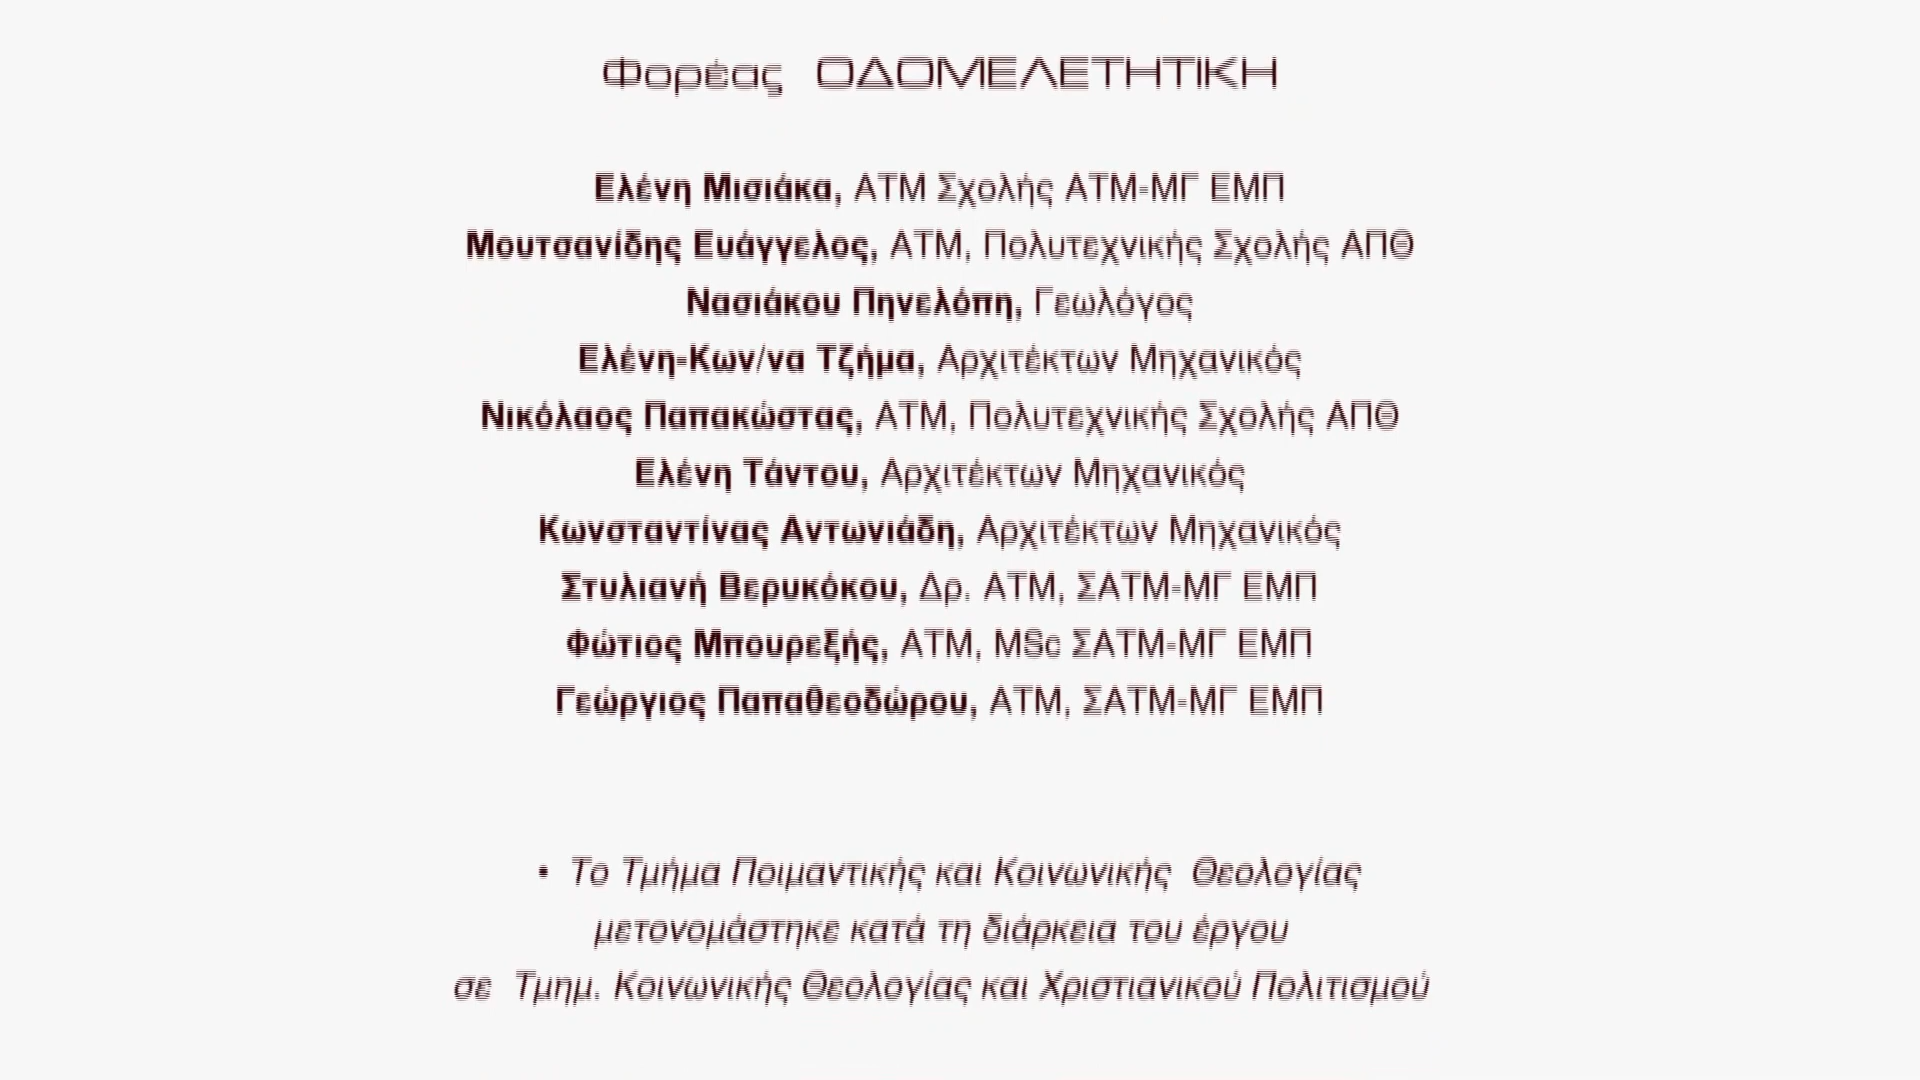 Φορέας ΟΔΟΜΕΛΕΤΗΤΙΚΗ
Ελένη Μισιάκα, ΑΤΜ Σχολής ΑΤΜ-ΜΓ ΕΜΠ
Μουτσανίδης Ευάγγελος, ΑΤΜ, Πολυτεχνικής Σχολής ΑΠΘ
Νασιάκου Πηνελόπη, Γεωλόγος
Ελένη-Κων/να Τζήμα, Αρχιτέκτων Μηχανικός
Νικόλαος Παπακώστας, ΑΤΜ, Πολυτεχνικής Σχολής ΑΠΘ
Ελένη Τάντου, Αρχιτέκτων Μηχανικός
Κωνσταντίνας Αντωνιάδη, Αρχιτέκτων Μηχανικός
Στυλιανή Βερυκόκου, Δρ. ΑΤΜ, ΣΑΤΜ-ΜΓ ΕΜΠ
Φώτιος Μπουρεξής, ΑΤΜ, MSc ΣΑΤΜ-ΜΓ ΕΜΠ
Γεώργιος Παπαθεοδώρου, ΑΤΜ, ΣΑΤΜ-ΜΓ ΕΜΠ
• Το Τμήμα Ποιμαντικής και Κοινωνικής Θεολογίας
μετονομάστηκε κατά τη διάρκεια του έργου
σε Τμημ. Κοινωνικής Θεολογίας και Χριστιανικού Πολιτισμού